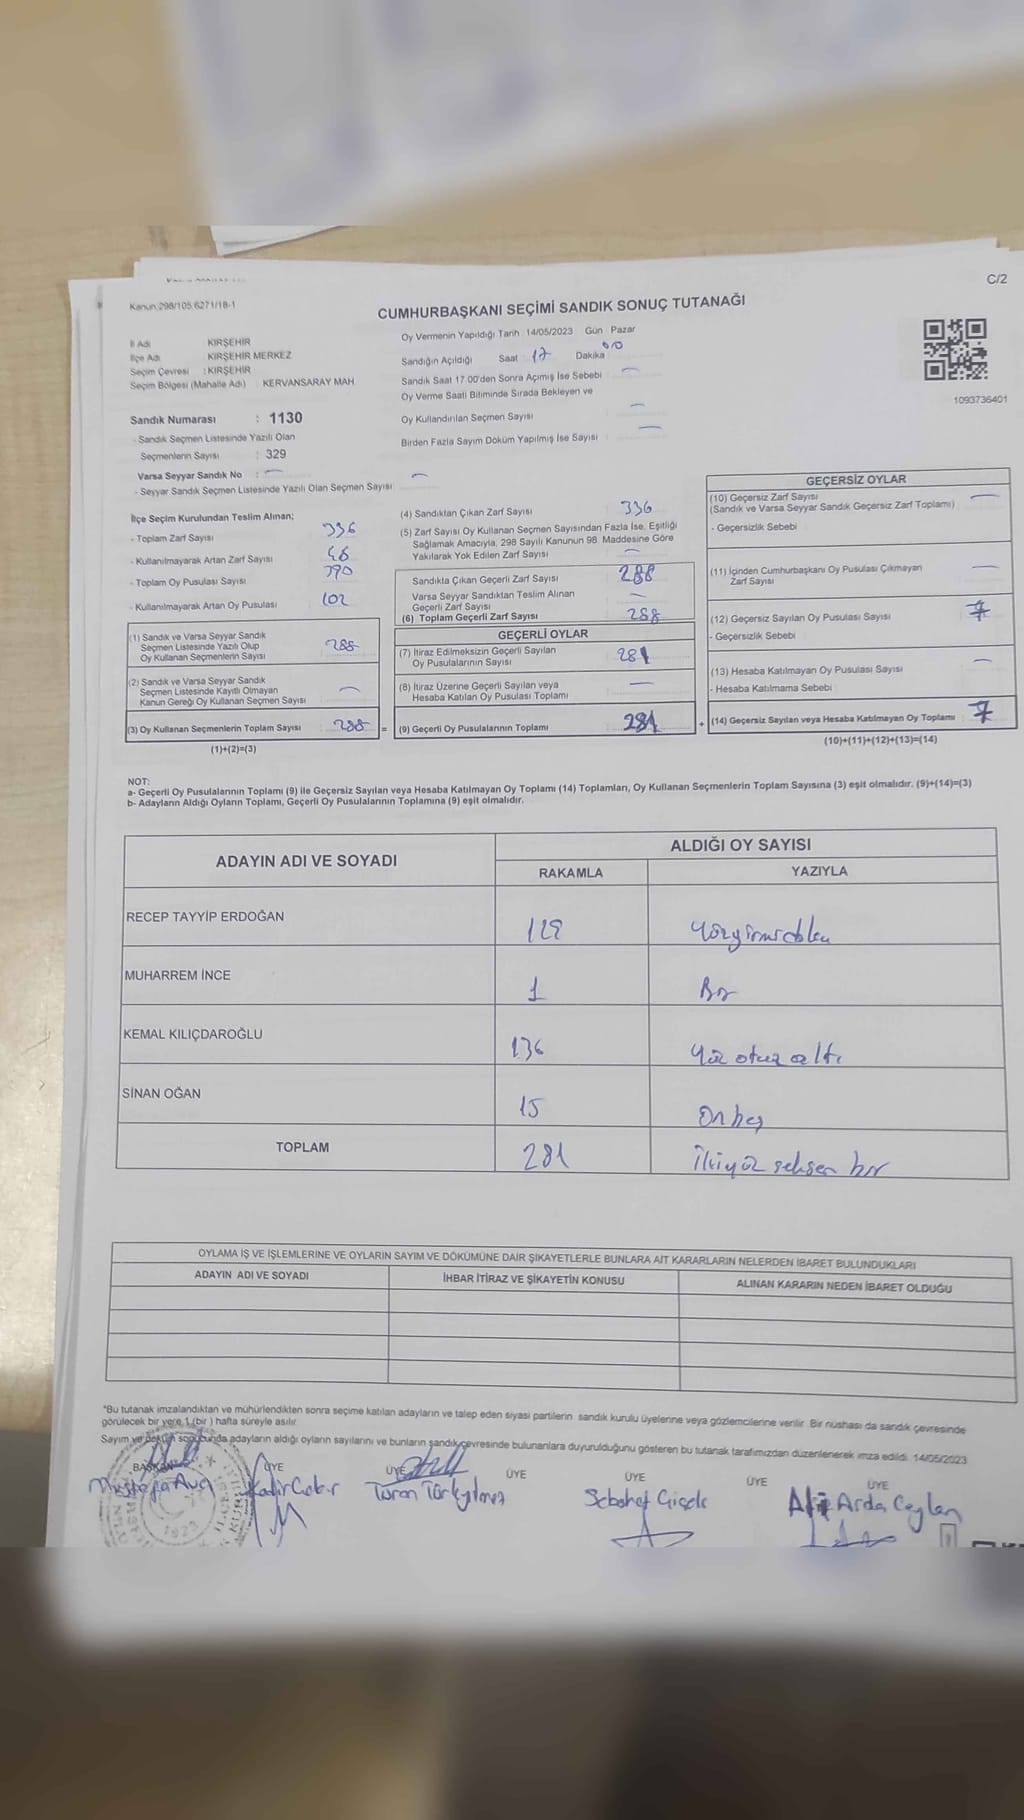 C/2
Kanun 298/105 6271/18-1
CUMHURBAŞKANI SEÇİMİ SANDIK SONUÇ TUTANAĞI
İl Adı KIRŞEHİR
İlçe Adı KIRŞEHİR MERKEZ
Seçim Çevresi : KIRŞEHİR
Seçim Bölgesi (Mahalle Adı) KERVANSARAY MAH
Sandık Numarası : 1130
- Sandık Seçmen Listesinde Yazılı Olan
Seçmenlerin Sayısı : 329
Varsa Seyyar Sandık No : —
- Seyyar Sandık Seçmen Listesinde Yazılı Olan Seçmen Sayısı —
Oy Vermenin Yapıldığı Tarih 14/05/2023 Gün Pazar
Sandığın Açıldığı Saat 17 Dakika 00
Sandık Saat 17 00'den Sonra Açımış İse Sebebi —
Oy Verme Saati Bitiminde Sırada Bekleyen ve
Oy Kullandırılan Seçmen Sayısı —
Birden Fazla Sayım Döküm Yapılmış İse Sayısı —
1093736401
İlçe Seçim Kurulundan Teslim Alınan;
- Toplam Zarf Sayısı 336
- Kullanılmayarak Artan Zarf Sayısı 48
- Toplam Oy Pusulası Sayısı 390
- Kullanılmayarak Artan Oy Pusulası 102
(1) Sandık ve Varsa Seyyar Sandık
Seçmen Listesinde Yazılı Olup
Oy Kullanan Seçmenlerin Sayısı 288
(2) Sandık ve Varsa Seyyar Sandık
Seçmen Listesinde Kayıtlı Olmayan
Kanun Gereği Oy Kullanan Seçmen Sayısı —
(3) Oy Kullanan Seçmenlerin Toplam Sayısı 288 =
(1)+(2)=(3)
(4) Sandıktan Çıkan Zarf Sayısı 336
(5) Zarf Sayısı Oy Kullanan Seçmen Sayısından Fazla İse, Eşitliği
Sağlamak Amacıyla, 298 Sayılı Kanunun 98. Maddesine Göre
Yakılarak Yok Edilen Zarf Sayısı —
Sandıkta Çıkan Geçerli Zarf Sayısı 288
Varsa Seyyar Sandıktan Teslim Alınan
Geçerli Zarf Sayısı —
(6) Toplam Geçerli Zarf Sayısı 288
GEÇERLİ OYLAR
(7) İtiraz Edilmeksizin Geçerli Sayılan
Oy Pusulalarının Sayısı 281
(8) İtiraz Üzerine Geçerli Sayılan veya
Hesaba Katılan Oy Pusulası Toplamı —
(9) Geçerli Oy Pusulalarının Toplamı 281 +
GEÇERSİZ OYLAR
(10) Geçersiz Zarf Sayısı —
(Sandık ve Varsa Seyyar Sandık Geçersiz Zarf Toplamı)
- Geçersizlik Sebebi
(11) İçinden Cumhurbaşkanı Oy Pusulası Çıkmayan
Zarf Sayısı —
(12) Geçersiz Sayılan Oy Pusulası Sayısı 7
- Geçersizlik Sebebi
(13) Hesaba Katılmayan Oy Pusulası Sayısı —
- Hesaba Katılmama Sebebi
(14) Geçersiz Sayılan veya Hesaba Katılmayan Oy Toplamı 7
(10)+(11)+(12)+(13)=(14)
NOT:
a- Geçerli Oy Pusulalarının Toplamı (9) ile Geçersiz Sayılan veya Hesaba Katılmayan Oy Toplamı (14) Toplamları, Oy Kullanan Seçmenlerin Toplam Sayısına (3) eşit olmalıdır. (9)+(14)=(3)
b- Adayların Aldığı Oyların Toplamı, Geçerli Oy Pusulalarının Toplamına (9) eşit olmalıdır.
ADAYIN ADI VE SOYADI ALDIĞI OY SAYISI
RAKAMLA YAZIYLA
RECEP TAYYİP ERDOĞAN 129 Yüzyirmidokuz
MUHARREM İNCE 1 Bir
KEMAL KILIÇDAROĞLU 136 Yüz otuz altı
SİNAN OĞAN 15 Onbeş
TOPLAM 281 İkiyüz seksen bir
OYLAMA İŞ VE İŞLEMLERİNE VE OYLARIN SAYIM VE DÖKÜMÜNE DAİR ŞİKAYETLERLE BUNLARA AİT KARARLARIN NELERDEN İBARET BULUNDUKLARI
ADAYIN ADI VE SOYADI İHBAR İTİRAZ VE ŞİKAYETİN KONUSU ALINAN KARARIN NEDEN İBARET OLDUĞU
*Bu tutanak imzalandıktan ve mühürlendikten sonra seçime katılan adayların ve talep eden siyasi partilerin sandık kurulu üyelerine veya gözlemcilerine verilir. Bir nüshası da sandık çevresinde
görülecek bir yere 1 (bir ) hafta süreyle asılır.
Sayım ve döküm sonucunda adayların aldığı oyların sayılarını ve bunların sandık çevresinde bulunanlara duyurulduğunu gösteren bu tutanak tarafımızdan düzenlenerek imza edildi. 14/05/2023
BAŞKAN ÜYE ÜYE ÜYE ÜYE ÜYE ÜYE
Mustafa Avcı Kadir Turan Türkyılmaz Sebahat Çiçek Arda Ceylan
1923